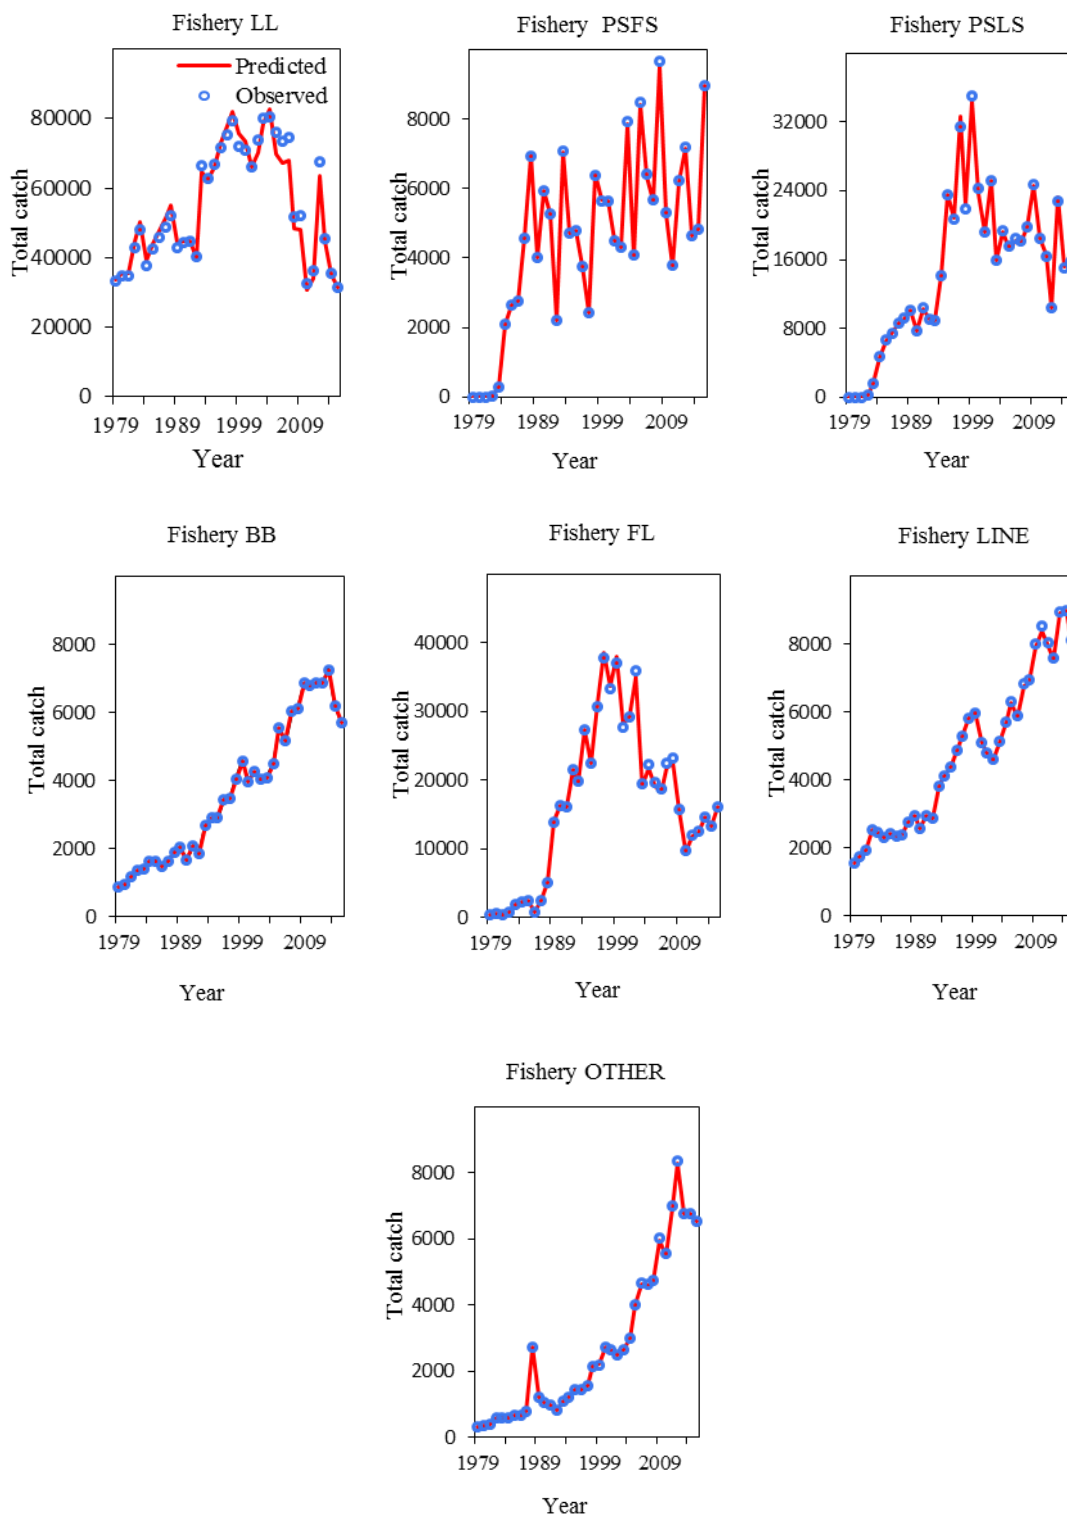 Fishery LL
Predicted
Observed
80000
60000
40000
20000
0
Total catch
1979 1989 1999 2009
Year
Fishery PSFS
8000
6000
4000
2000
0
Total catch
1979 1989 1999 2009
Year
Fishery PSLS
32000
24000
16000
8000
0
Total catch
1979 1989 1999 2009
Year
Fishery BB
8000
6000
4000
2000
0
Total catch
1979 1989 1999 2009
Year
Fishery FL
40000
30000
20000
10000
0
Total catch
1979 1989 1999 2009
Year
Fishery LINE
8000
6000
4000
2000
0
Total catch
1979 1989 1999 2009
Year
Fishery OTHER
8000
6000
4000
2000
0
Total catch
1979 1989 1999 2009
Year